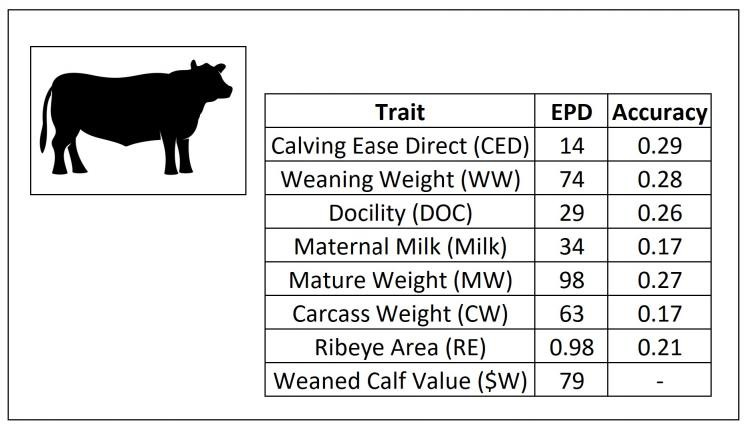 Trait EPD Accuracy
Calving Ease Direct (CED) 14 0.29
Weaning Weight (WW) 74 0.28
Docility (DOC) 29 0.26
Maternal Milk (Milk) 34 0.17
Mature Weight (MW) 98 0.27
Carcass Weight (CW) 63 0.17
Ribeye Area (RE) 0.98 0.21
Weaned Calf Value ($W) 79 -